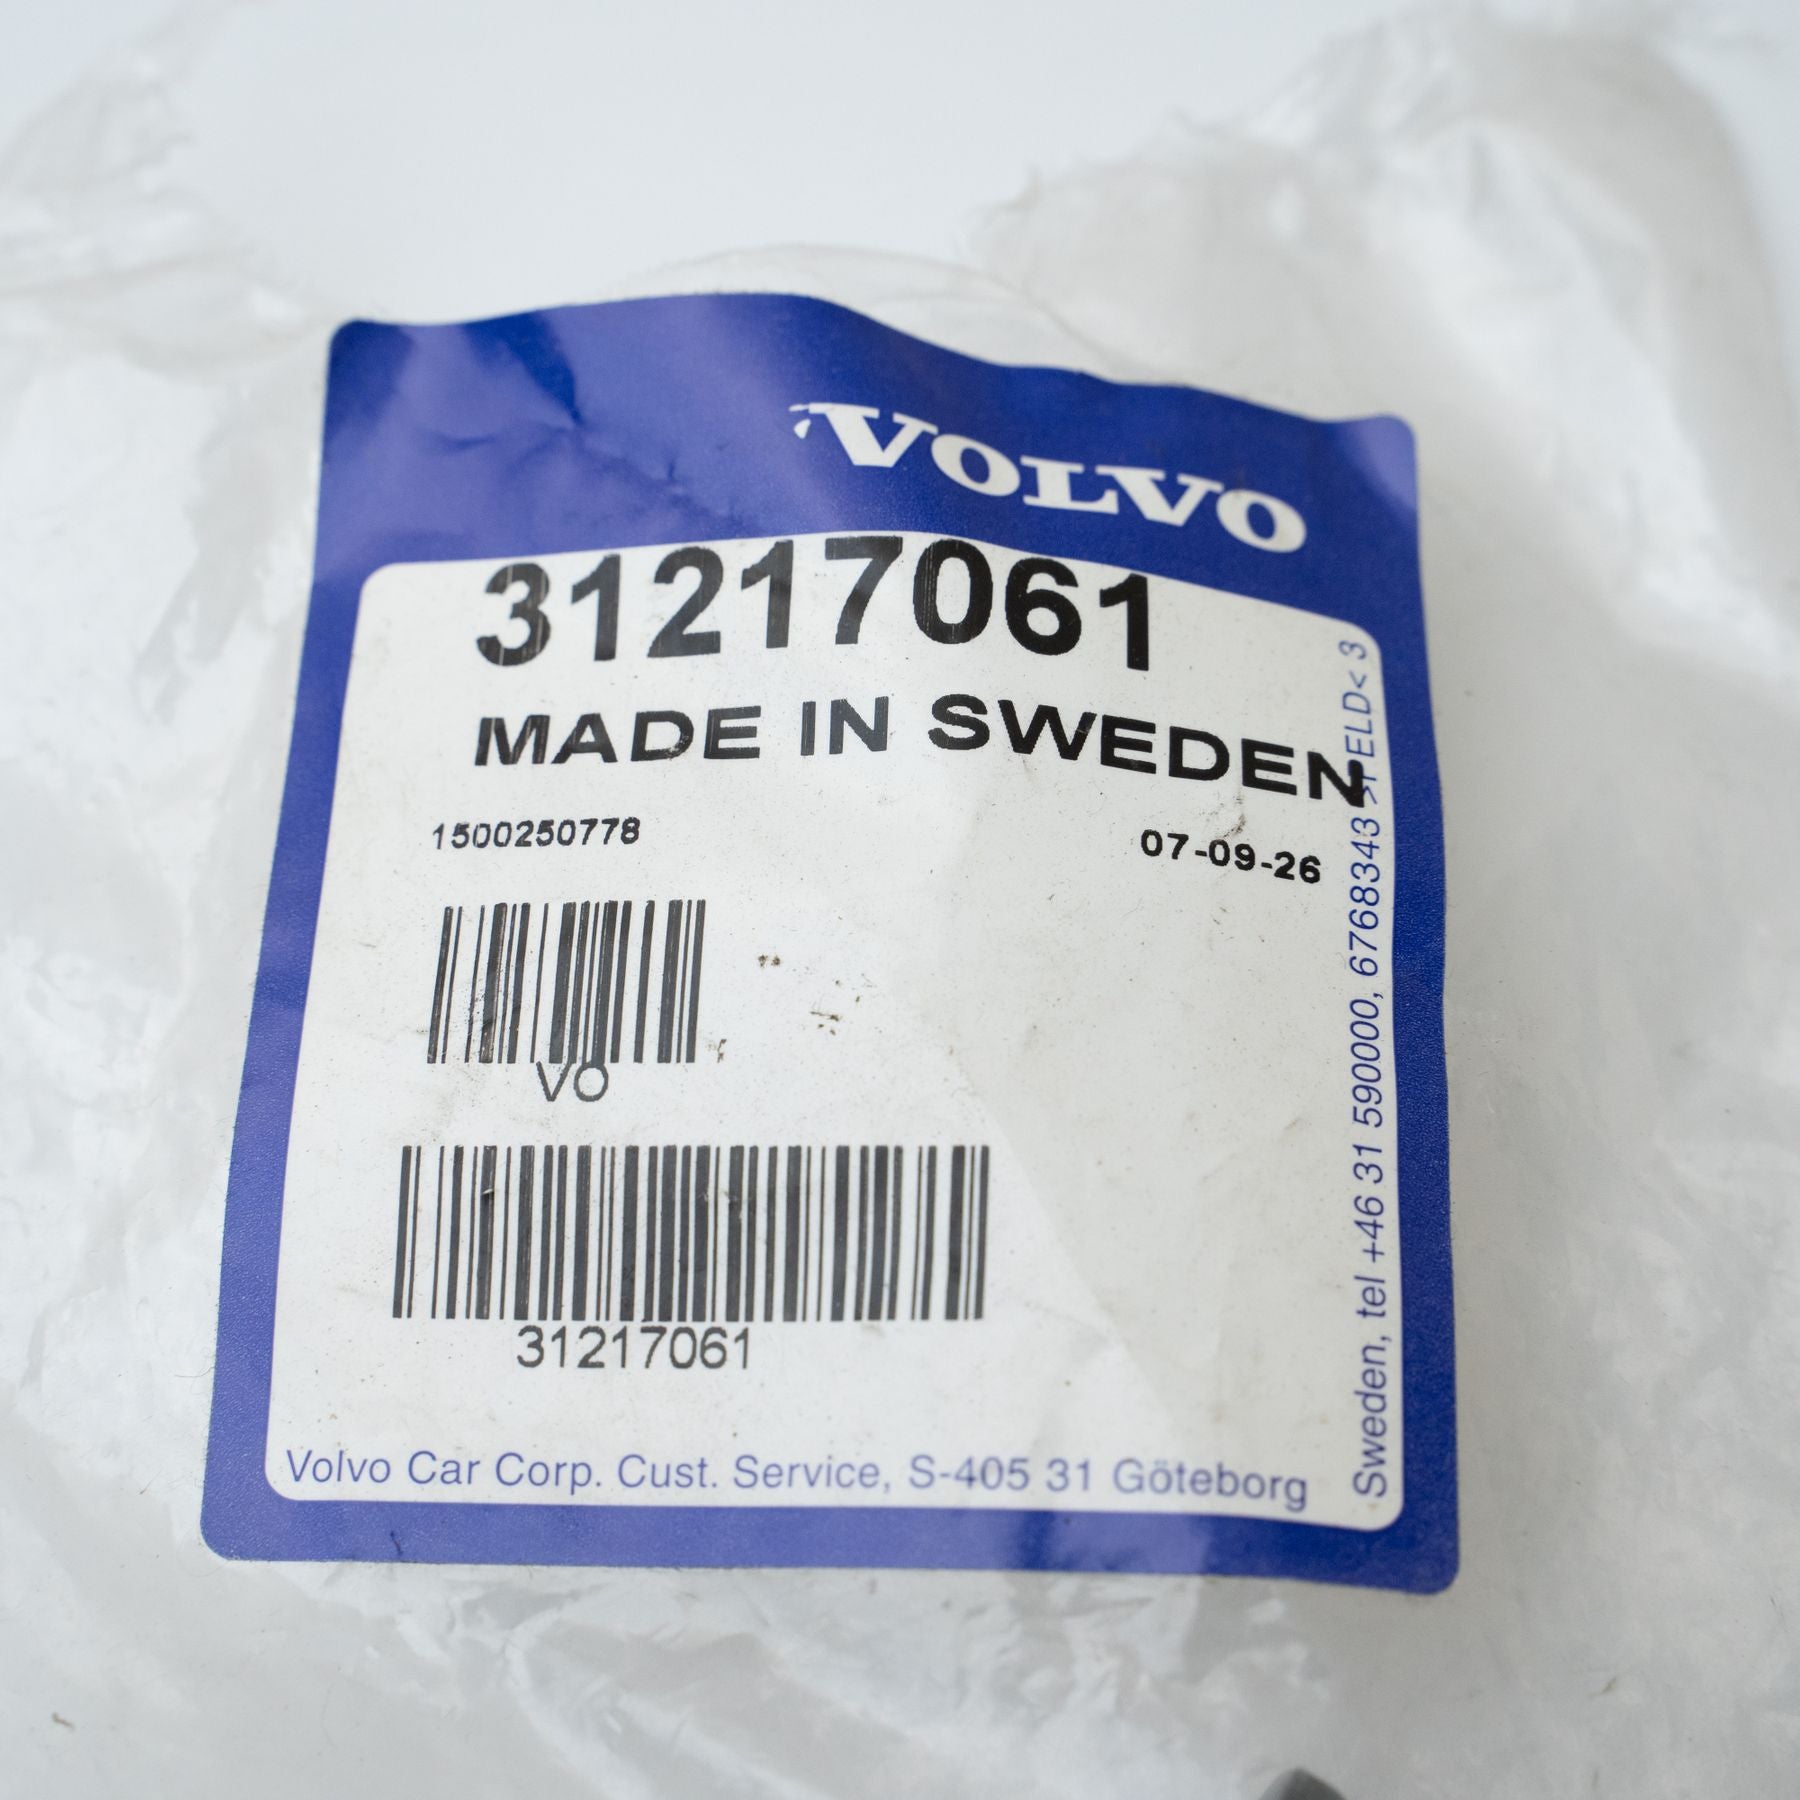 VOLVO
31217061
MADE IN SWEDEN
1500250778
07-09-26
VO
31217061
Volvo Car Corp. Cust. Service, S-405 31 Göteborg
Sweden, tel +46 31 590000, 6768343